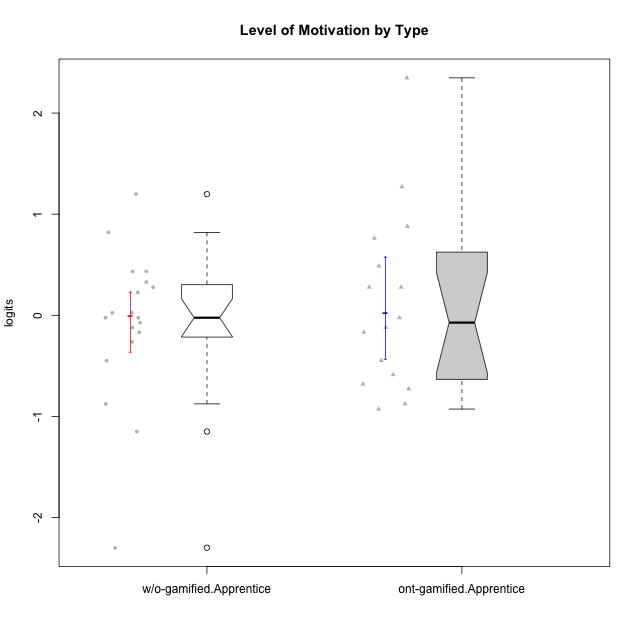 Level of Motivation by Type
logits
2
1
0
-1
-2
w/o-gamified.Apprentice
ont-gamified.Apprentice